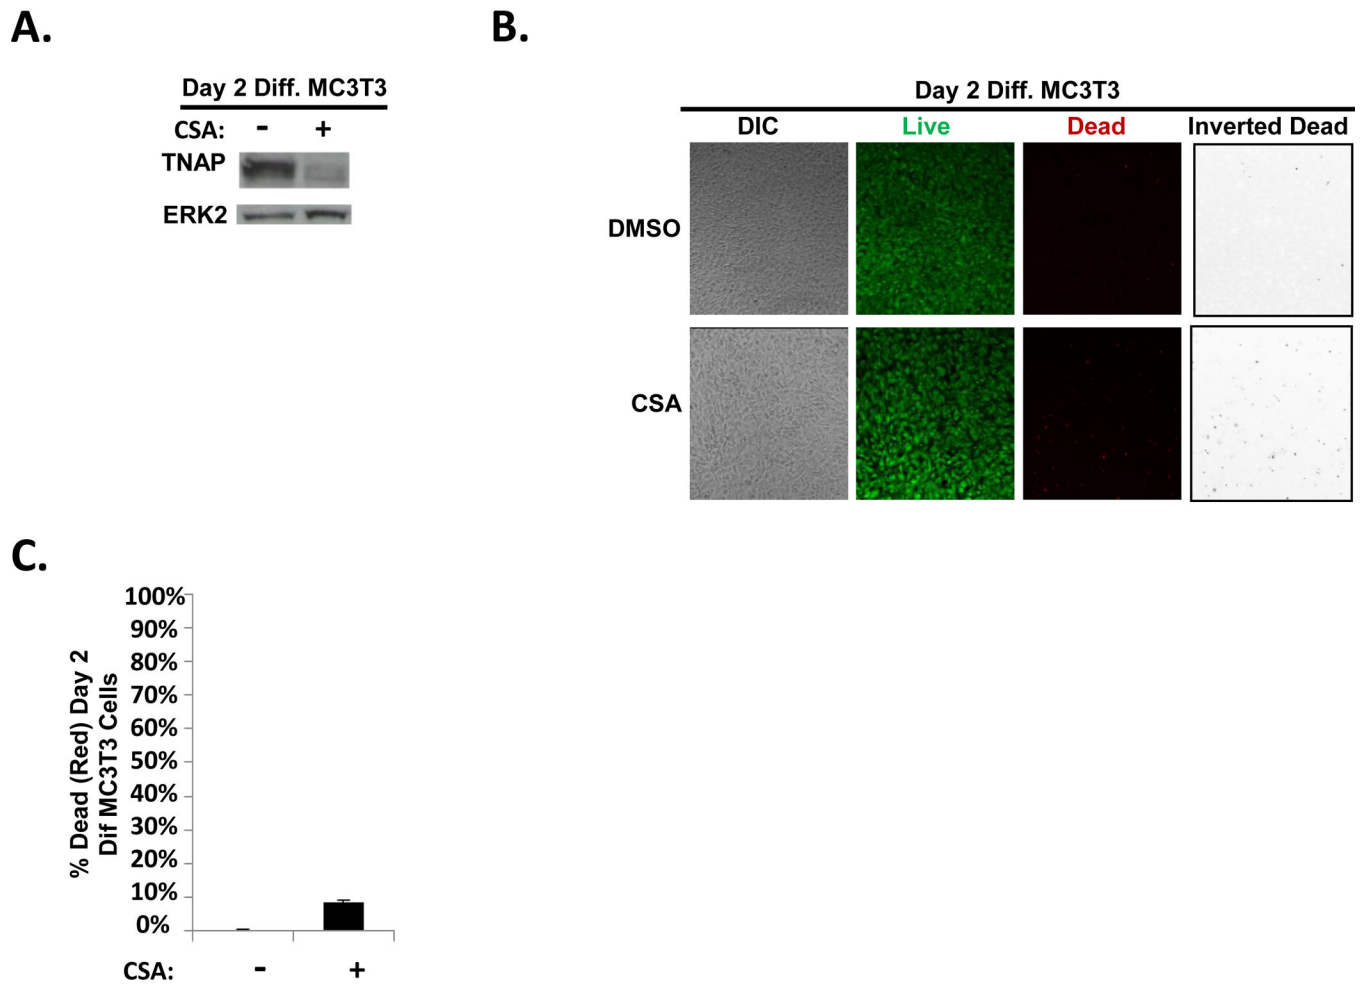 A.
Day 2 Diff. MC3T3
CSA: - +
TNAP
ERK2
B.
Day 2 Diff. MC3T3
DIC Live Dead Inverted Dead
DMSO
CSA
C.
% Dead (Red) Day 2
Dif MC3T3 Cells
100%
90%
80%
70%
60%
50%
40%
30%
20%
10%
0%
CSA: - +